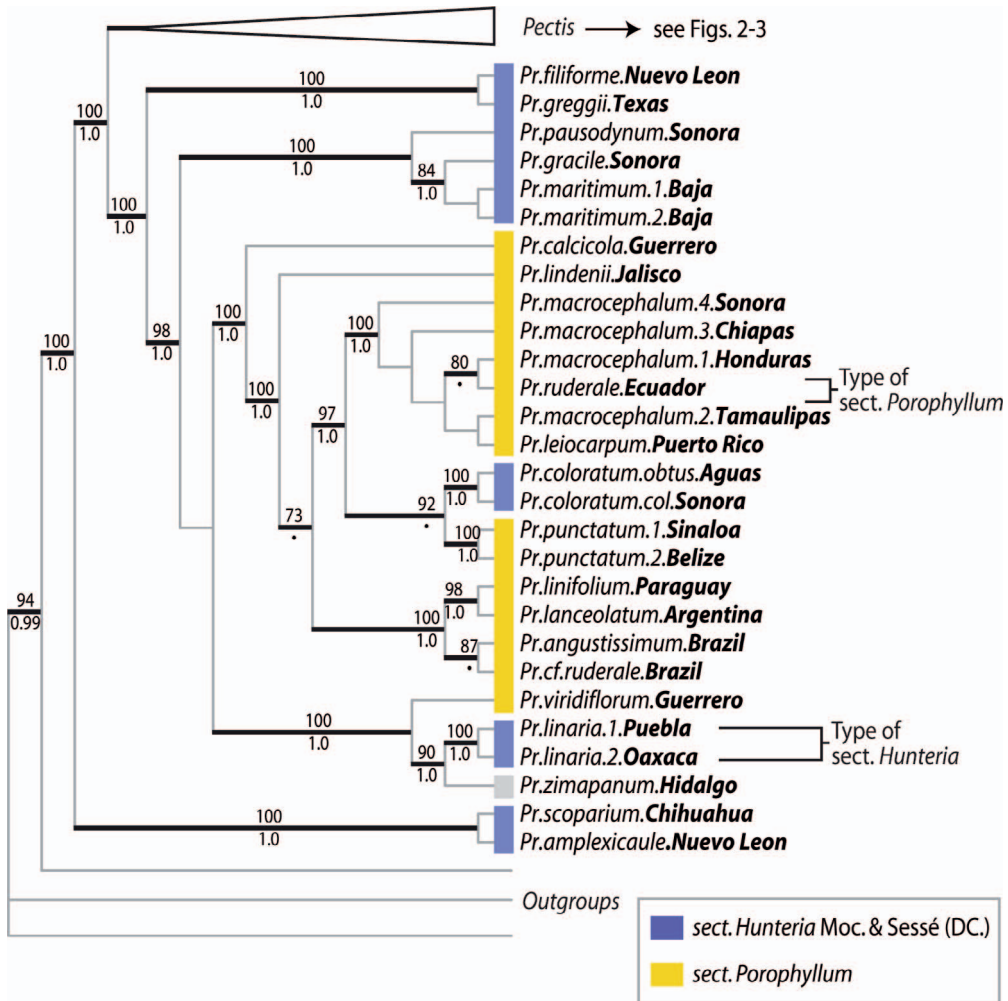 Pectis → see Figs. 2-3
Pr.filiforme.Nuevo Leon
100
1.0
Pr.greggii.Texas
100
1.0
Pr.pausodynum.Sonora
100
1.0
Pr.gracile.Sonora
84
1.0
Pr.maritimum.1.Baja
100
1.0
Pr.maritimum.2.Baja
Pr.calcicola.Guerrero
Pr.lindenii.Jalisco
Pr.macrocephalum.4.Sonora
98
1.0
100
1.0
100
1.0
100
1.0
Pr.macrocephalum.3.Chiapas
Pr.macrocephalum.1.Honduras
80
Pr.ruderale.Ecuador
Type of
sect. Porophyllum
100
1.0
97
1.0
Pr.macrocephalum.2.Tamaulipas
Pr.leiocarpum.Puerto Rico
Pr.coloratum.obtus.Aguas
100
1.0
Pr.coloratum.col.Sonora
73
92
Pr.punctatum.1.Sinaloa
100
1.0
Pr.punctatum.2.Belize
Pr.linifolium.Paraguay
98
1.0
94
0.99
Pr.lanceolatum.Argentina
100
1.0
Pr.angustissimum.Brazil
87
Pr.cf.ruderale.Brazil
Pr.viridiflorum.Guerrero
100
1.0
Pr.linaria.1.Puebla
100
1.0
Type of
sect. Hunteria
Pr.linaria.2.Oaxaca
90
1.0
Pr.zimapanum.Hidalgo
Pr.scoparium.Chihuahua
100
1.0
Pr.amplexicaule.Nuevo Leon
Outgroups
sect. Hunteria Moc. & Sessé (DC.)
sect. Porophyllum